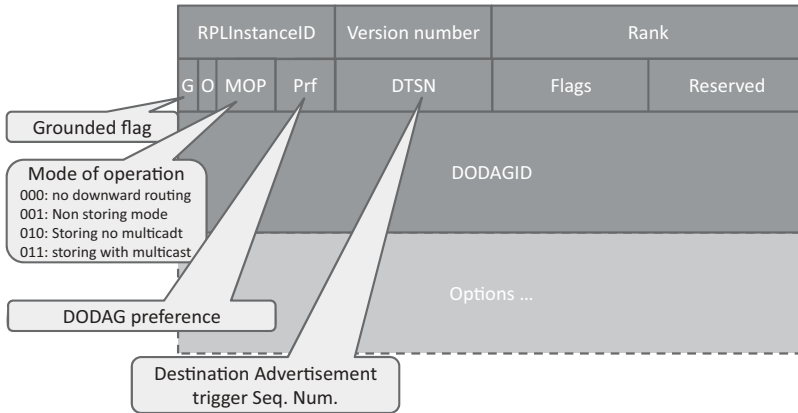 RPLInstanceID Version number Rank
G O MOP Prf DTSN Flags Reserved
Grounded flag
DODAGID
Mode of operation
000: no downward routing
001: Non storing mode
010: Storing no multicadt
011: storing with multicast
Options ...
DODAG preference
Destination Advertisement
trigger Seq. Num.